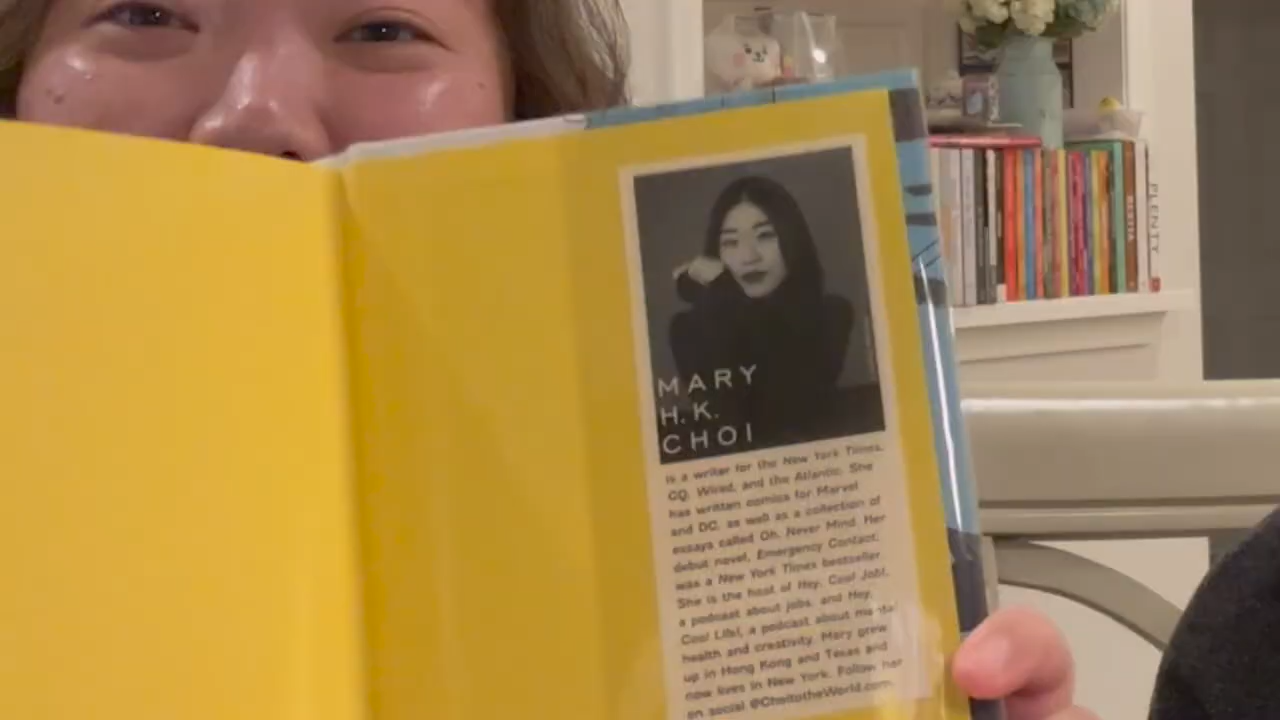 MARY
H.K.
CHOI
is a writer for the New York Times,
GQ, Wired, and the Atlantic. She
has written comics for Marvel
and DC, as well as a collection of
essays called Oh, Never Mind. Her
debut novel, Emergency Contact,
was a New York Times bestseller.
She is the host of Hey, Cool Job!,
a podcast about jobs, and Hey,
Cool Life!, a podcast about mental
health and creativity. Mary grew
up in Hong Kong and Texas and
now lives in New York. Follow her
on social @ChoitotheWorld.com.
PLENTY